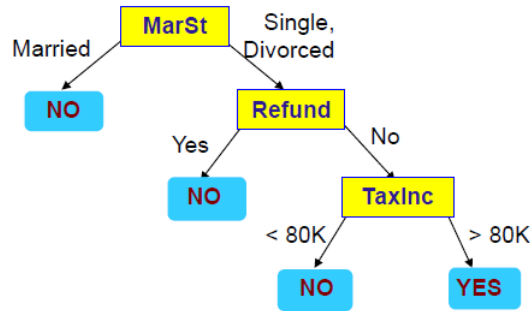 MarSt
Single,
Married
Divorced
NO
Refund
Yes
No
NO
TaxInc
< 80K
> 80K
NO
YES